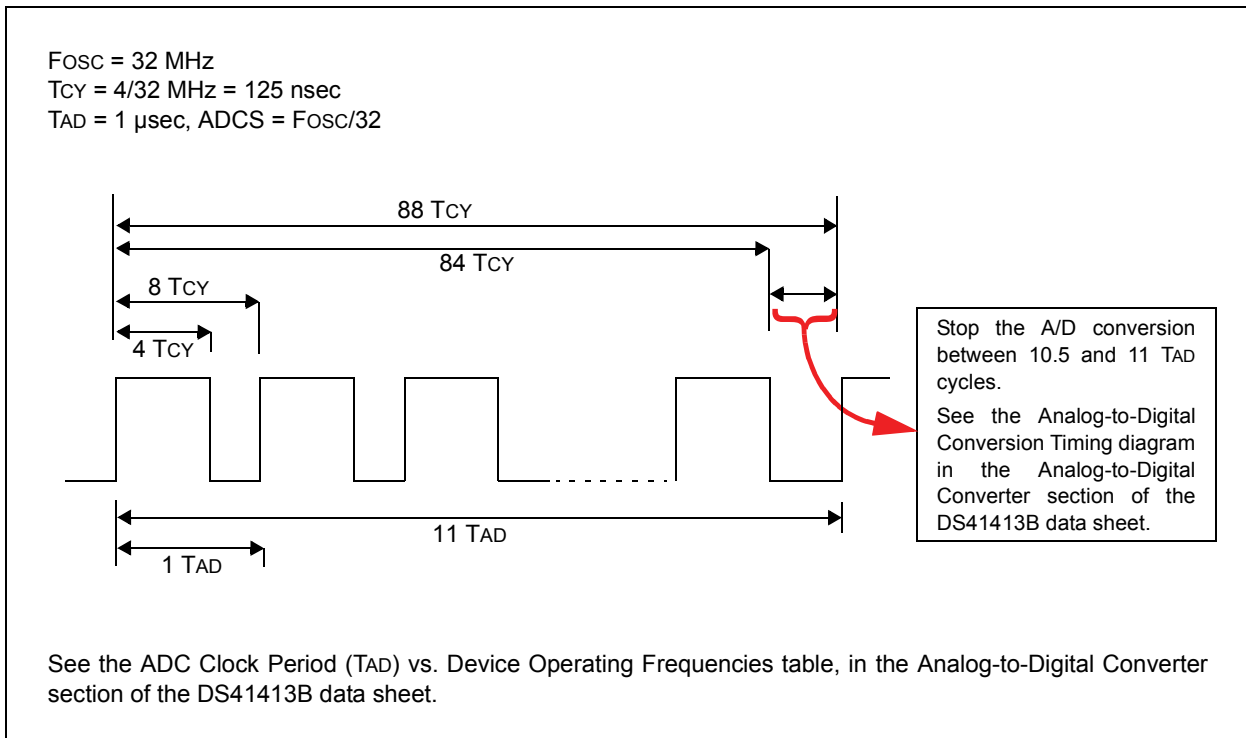 FOSC = 32 MHz
TCY = 4/32 MHz = 125 nsec
TAD = 1 µsec, ADCS = FOSC/32
88 TCY
84 TCY
8 TCY
4 TCY
Stop the A/D conversion
between 10.5 and 11 TAD
cycles.
See the Analog-to-Digital
Conversion Timing diagram
in the Analog-to-Digital
Converter section of the
DS41413B data sheet.
11 TAD
1 TAD
See the ADC Clock Period (TAD) vs. Device Operating Frequencies table, in the Analog-to-Digital Converter
section of the DS41413B data sheet.